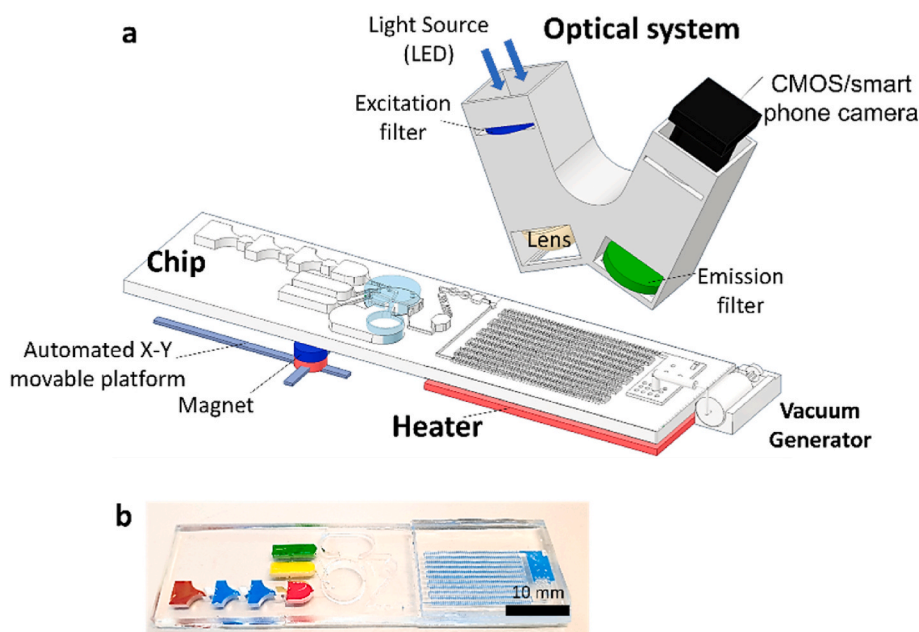 a
Light Source
(LED)
Optical system
CMOS/smart
phone camera
Excitation
filter
Lens
Emission
filter
Chip
Automated X-Y
movable platform
Magnet
Heater
Vacuum
Generator
b
10 mm